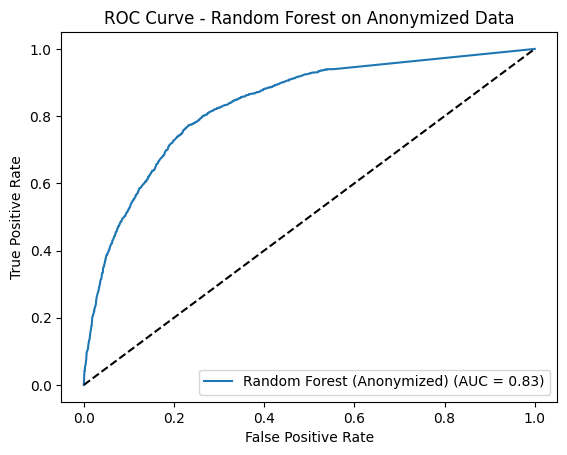 ROC Curve - Random Forest on Anonymized Data
True Positive Rate
1.0
0.8
0.6
0.4
0.2
0.0
Random Forest (Anonymized) (AUC = 0.83)
0.0 0.2 0.4 0.6 0.8 1.0
False Positive Rate